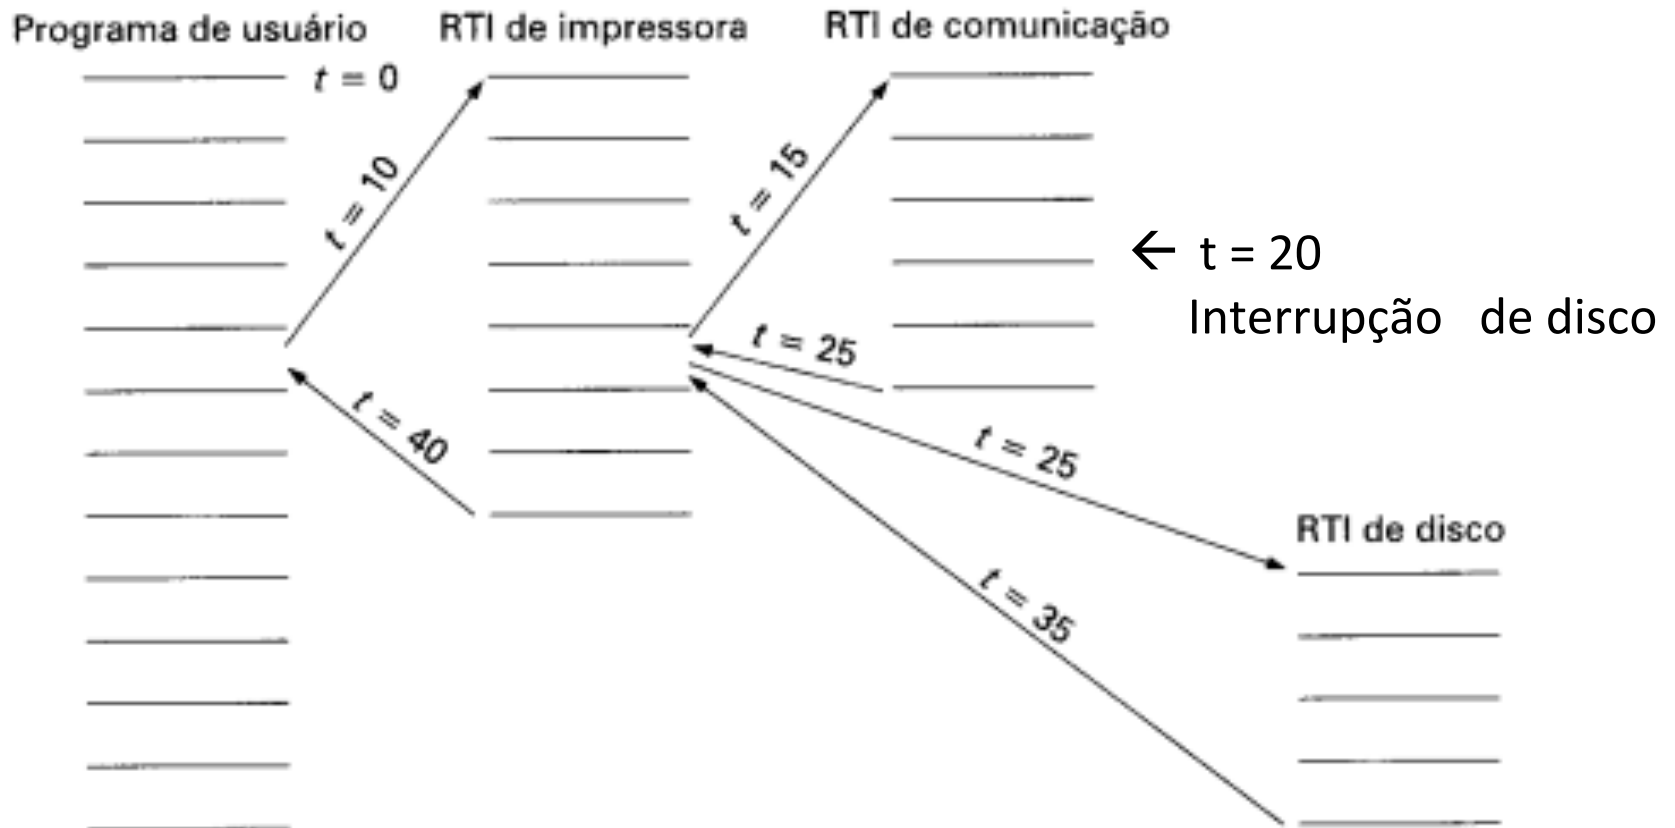 Programa de usuário
RTI de impressora
RTI de comunicação
t = 0
t = 10
t = 15
← t = 20
Interrupção de disco
t = 25
t = 40
t = 25
RTI de disco
t = 35